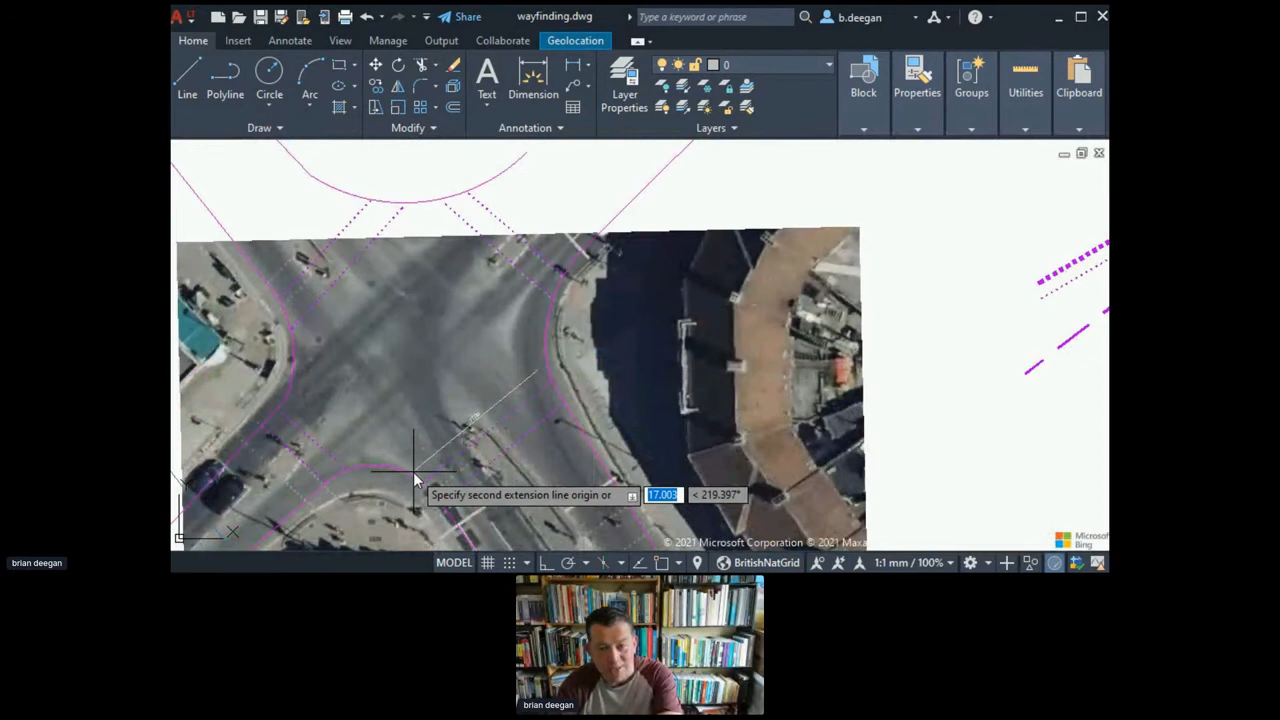 A LT
Share
wayfinding.dwg
Type a keyword or phrase
b.deegan
Home
Insert
Annotate
View
Manage
Output
Collaborate
Geolocation
Line
Polyline
Circle
Arc
Text
Dimension
Layer
Properties
0
Block
Properties
Groups
Utilities
Clipboard
Draw
Modify
Annotation
Layers
Specify second extension line origin or
17.003
< 219.397°
X
© 2021 Microsoft Corporation © 2021 Maxa
Microsoft
Bing
MODEL
BritishNatGrid
1:1 mm / 100%
brian deegan
brian deegan